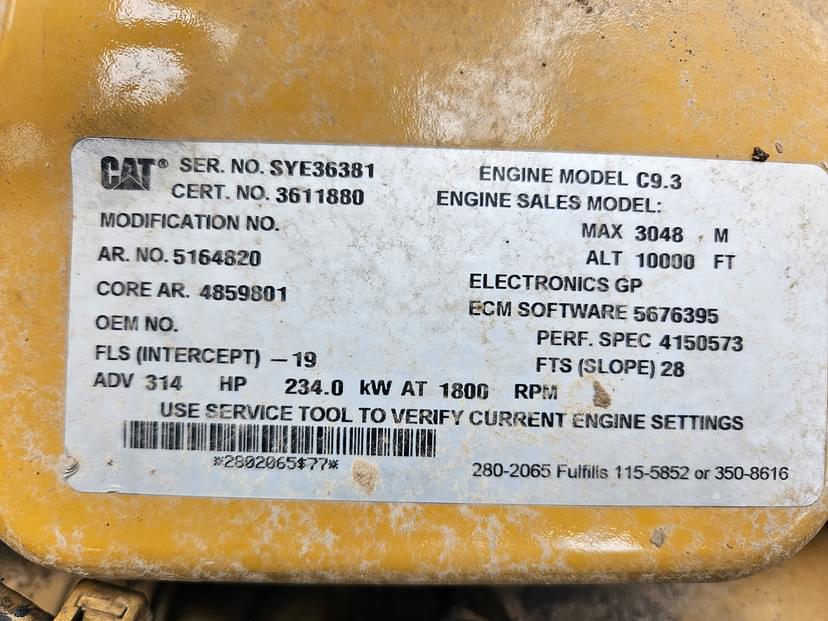 CAT® SER. NO. SYE36381 ENGINE MODEL C9.3
CERT. NO. 3611880 ENGINE SALES MODEL:
MODIFICATION NO. MAX 3048 M
AR. NO. 5164820 ALT 10000 FT
CORE AR. 4859801 ELECTRONICS GP
ECM SOFTWARE 5676395
OEM NO. PERF. SPEC 4150573
FLS (INTERCEPT) -19 FTS (SLOPE) 28
ADV 314 HP 234.0 kW AT 1800 RPM
USE SERVICE TOOL TO VERIFY CURRENT ENGINE SETTINGS
*2802065$77*
280-2065 Fulfills 115-5852 or 350-8616